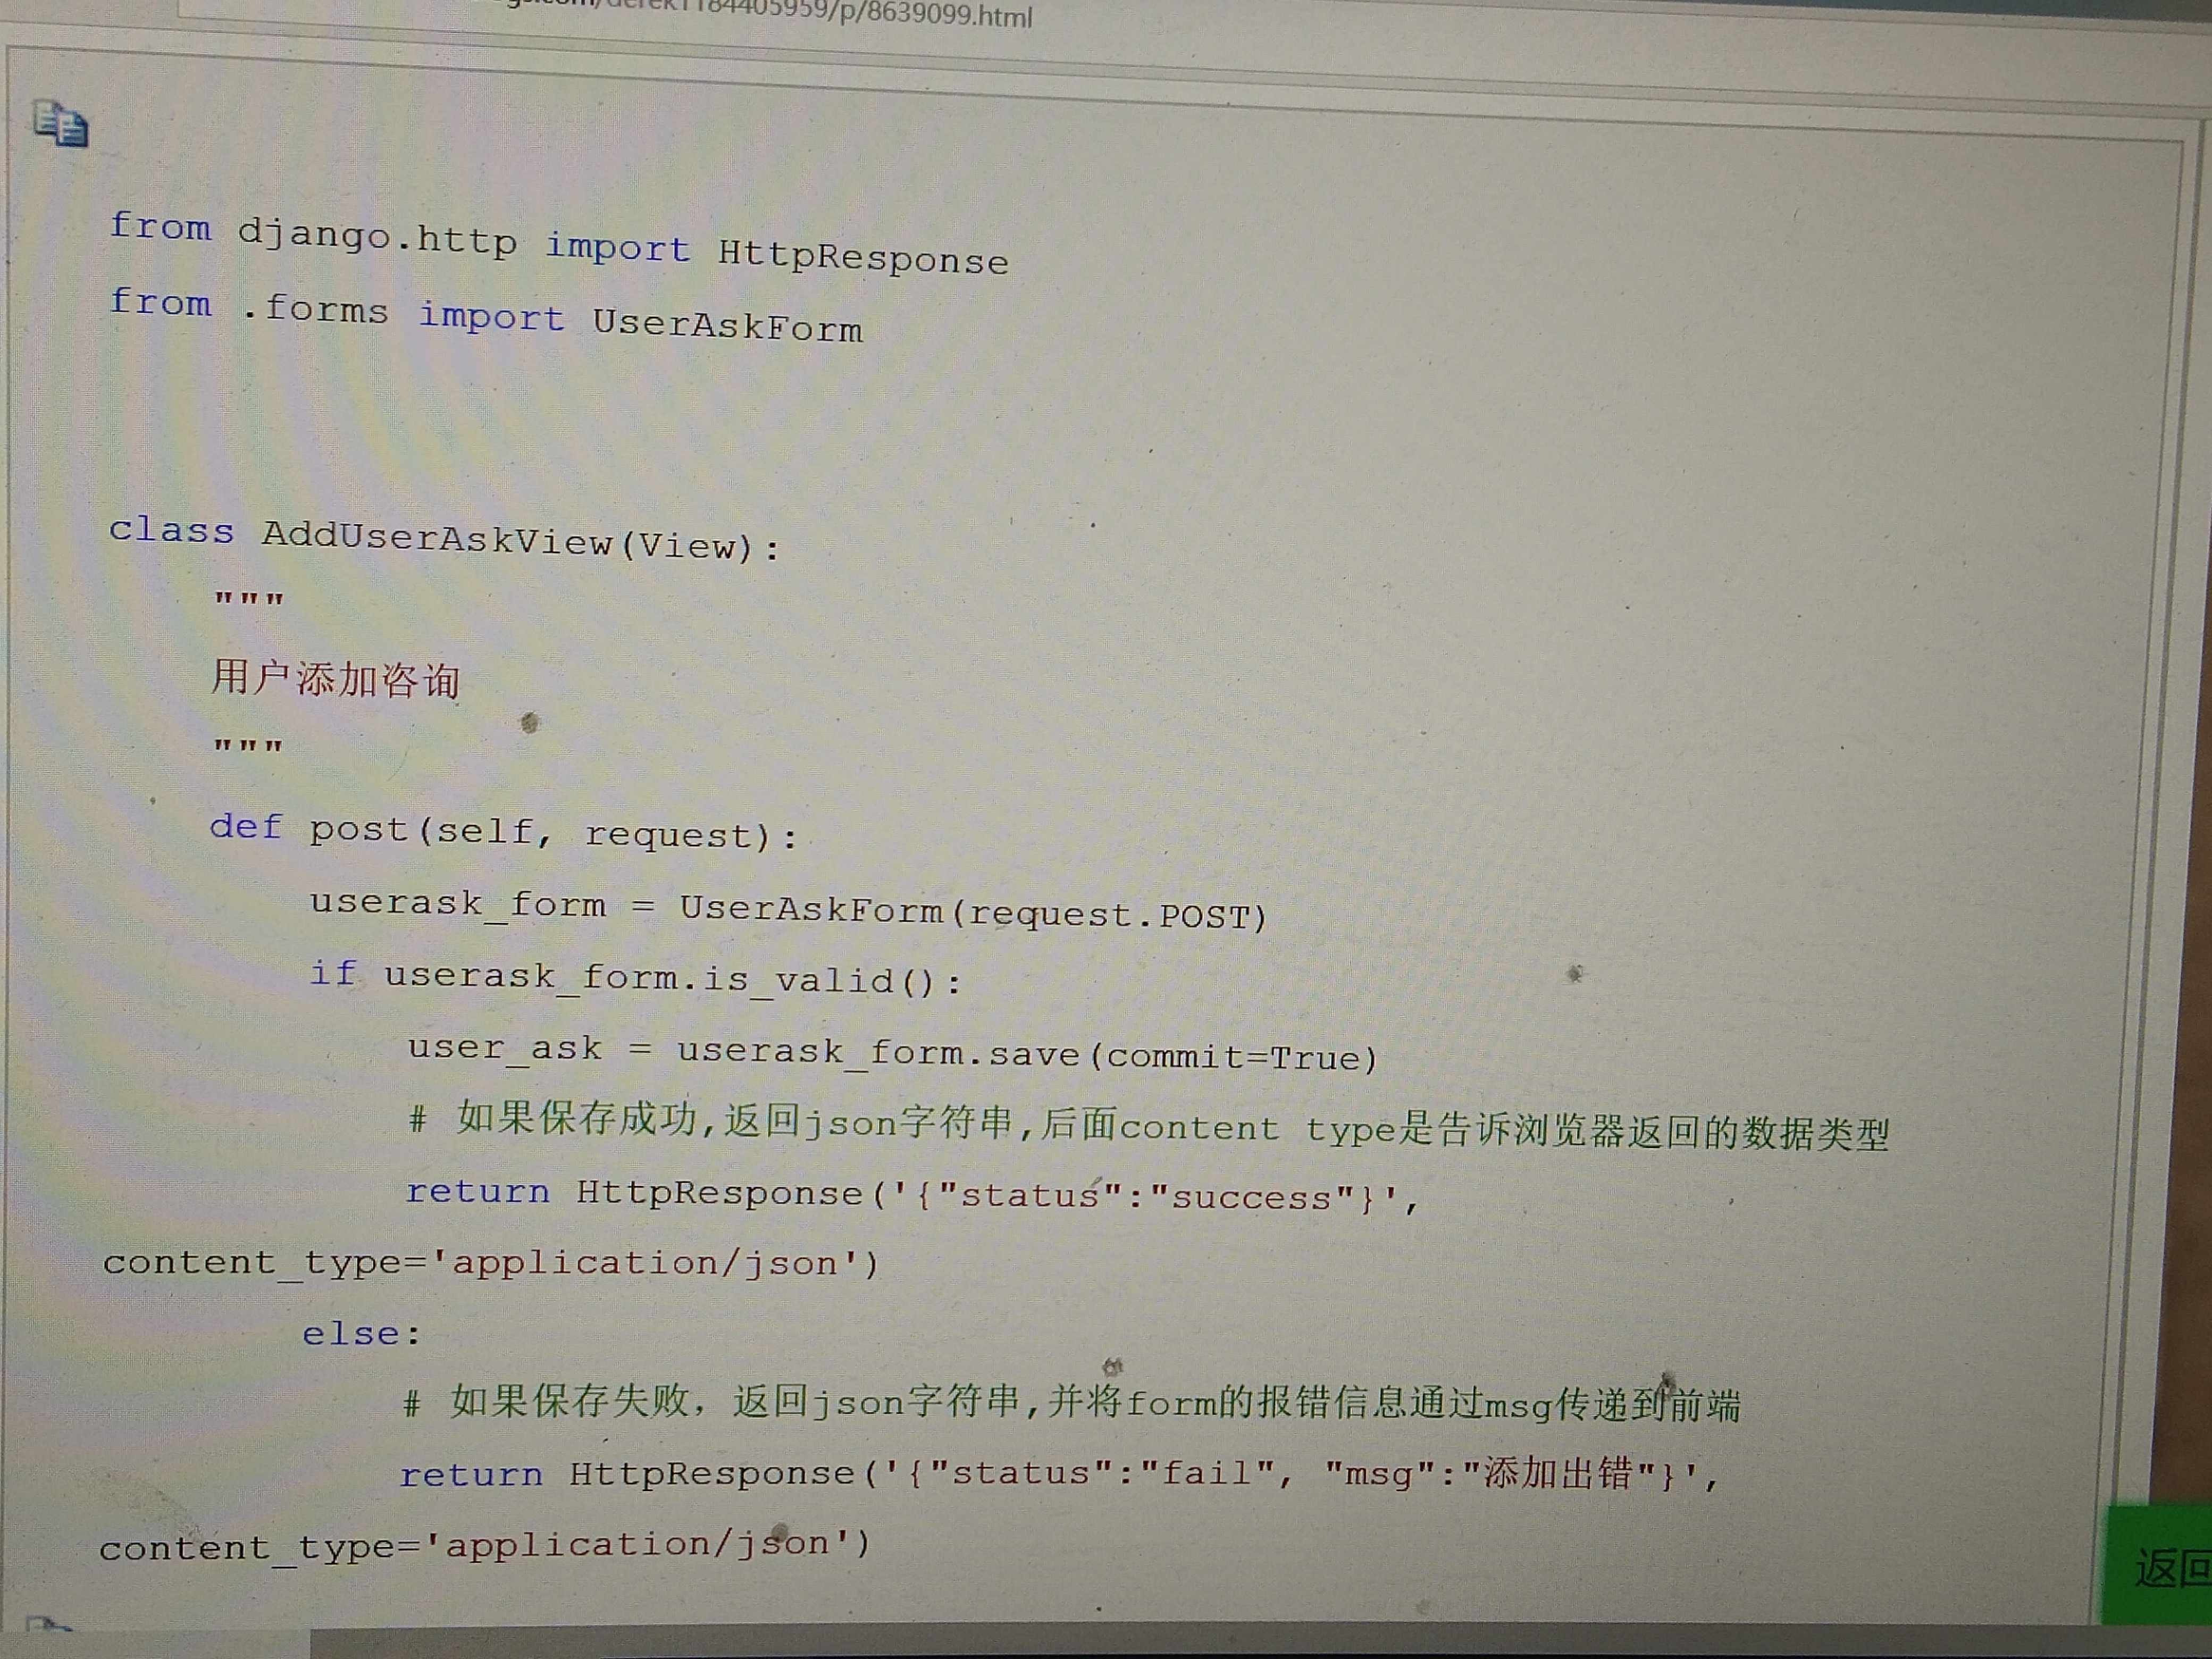 /p/8639099.html
from django.http import HttpResponse
from .forms import UserAskForm
class AddUserAskView(View):
"""
用户添加咨询
"""
def post(self, request):
userask_form = UserAskForm(request.POST)
if userask_form.is_valid():
user_ask = userask_form.save(commit=True)
# 如果保存成功,返回json字符串,后面content type是告诉浏览器返回的数据类型
return HttpResponse('{"status":"success"}',
content_type='application/json')
else:
# 如果保存失败，返回json字符串,并将form的报错信息通过msg传递到前端
return HttpResponse('{"status":"fail", "msg":"添加出错"}',
content_type='application/json')
返回